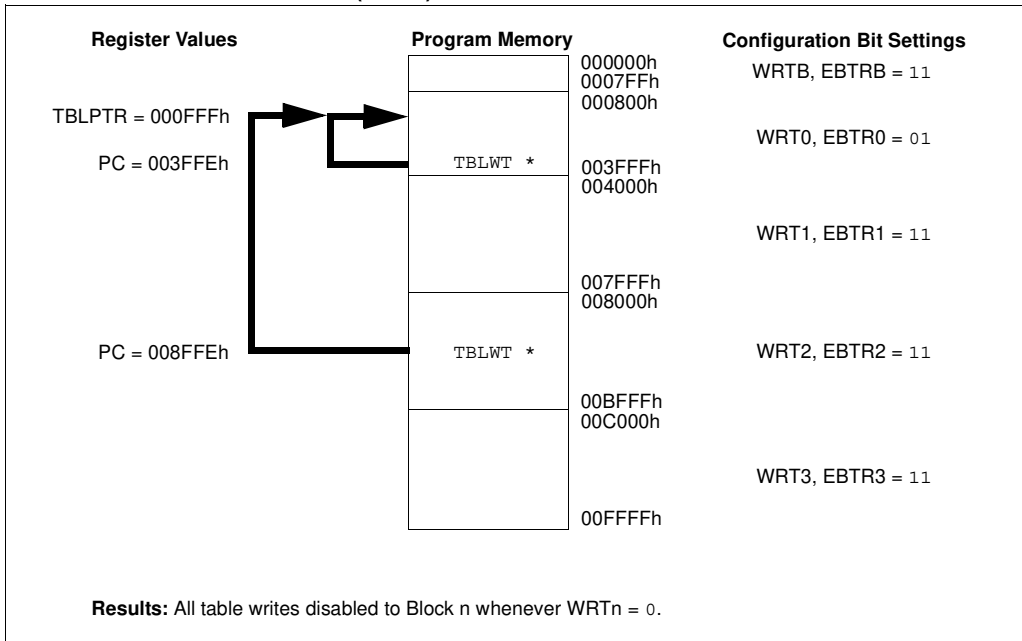 Register Values
Program Memory
Configuration Bit Settings
000000h
WRTB, EBTRB = 11
0007FFh
000800h
TBLPTR = 000FFFh
WRT0, EBTR0 = 01
PC = 003FFEh
TBLWT *
003FFFh
004000h
WRT1, EBTR1 = 11
007FFFh
008000h
PC = 008FFEh
TBLWT *
WRT2, EBTR2 = 11
00BFFFh
00C000h
WRT3, EBTR3 = 11
00FFFFh
Results: All table writes disabled to Block n whenever WRTn = 0.